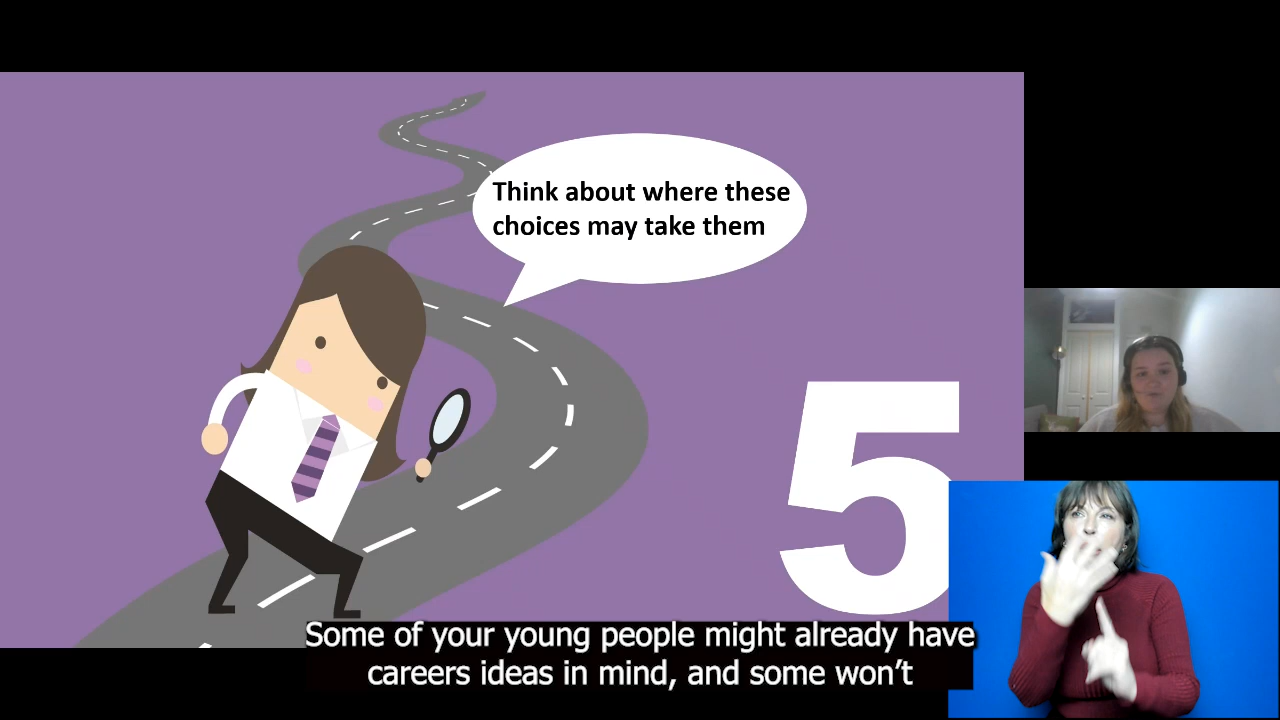 Think about where these
choices may take them
5
Some of your young people might already have
careers ideas in mind, and some won’t